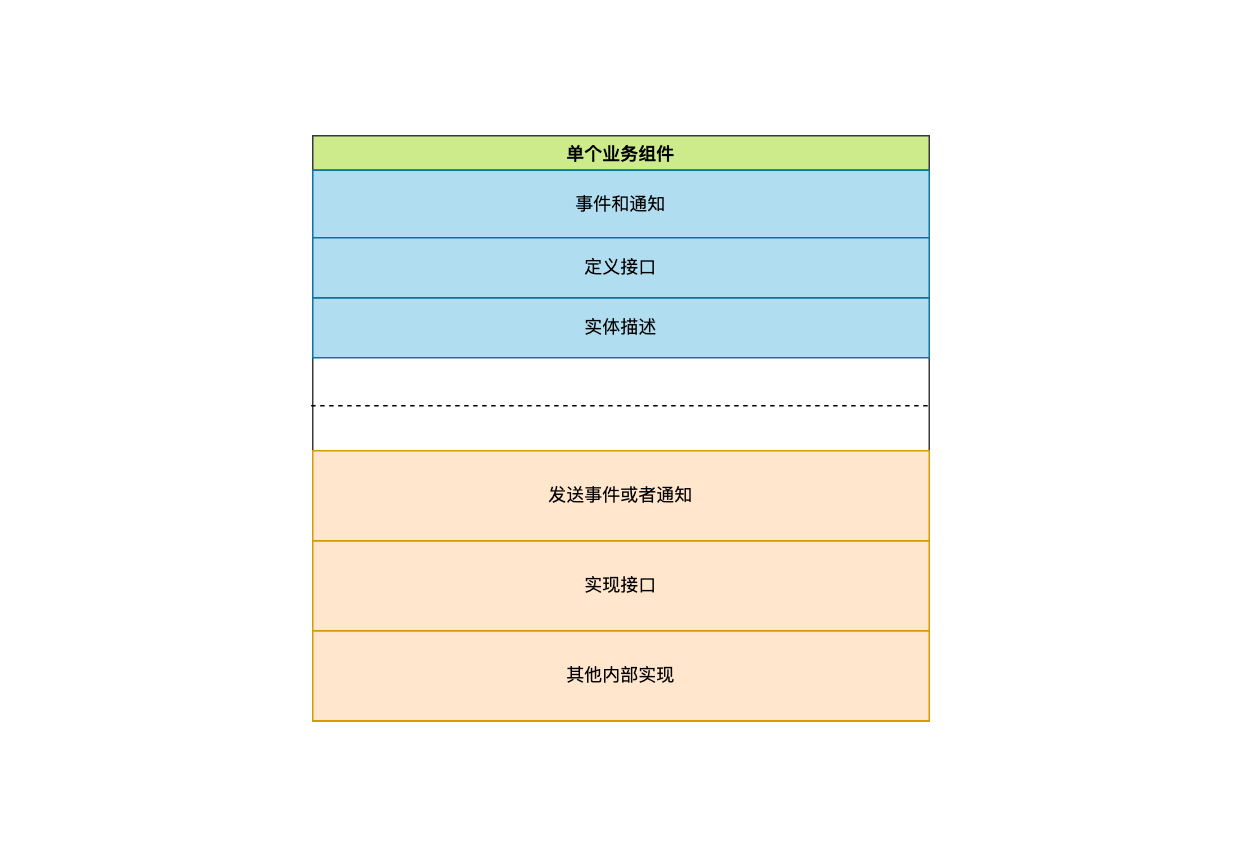 单个业务组件
事件和通知
定义接口
实体描述
发送事件或者通知
实现接口
其他内部实现